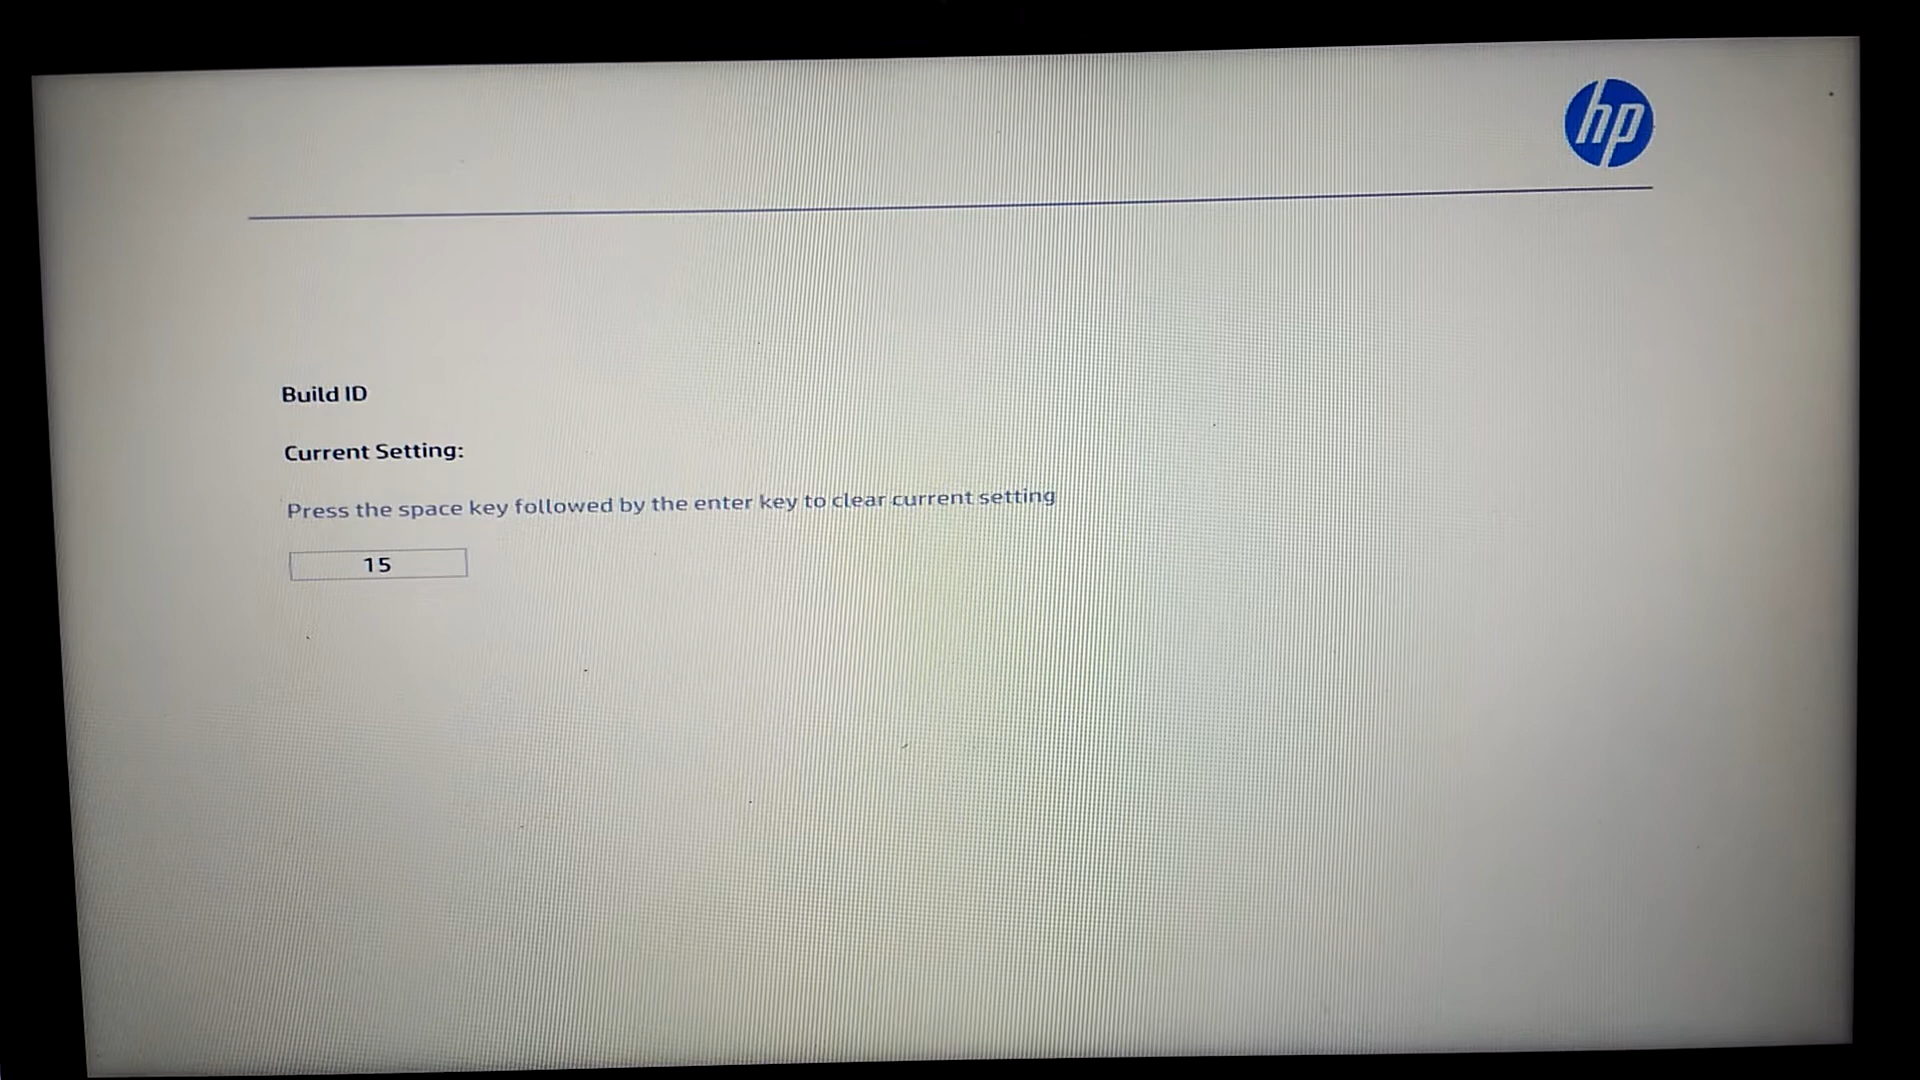 hp
Build ID
Current Setting:
Press the space key followed by the enter key to clear current setting
15